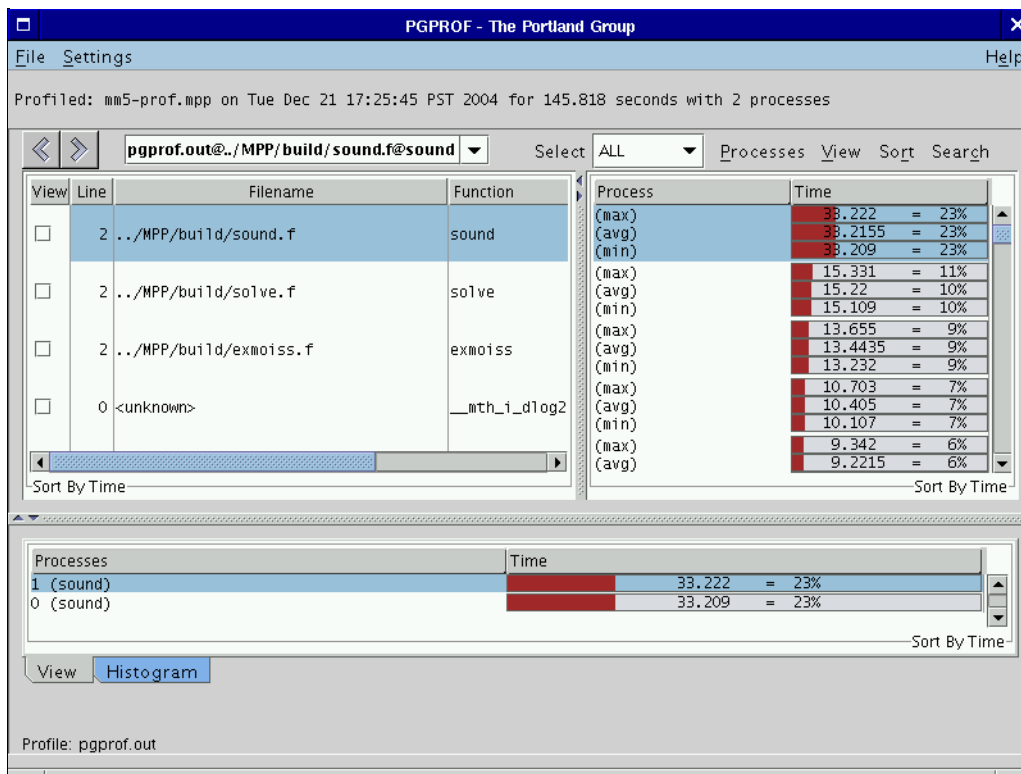 PGPROF - The Portland Group
File Settings Help
Profiled: mm5-prof.mpp on Tue Dec 21 17:25:45 PST 2004 for 145.818 seconds with 2 processes
pgprof.out@../MPP/build/sound.f@sound Select ALL Processes View Sort Search
View Line Filename Function Process Time
2 ../MPP/build/sound.f sound
(max) 33.222 = 23%
(avg) 33.2155 = 23%
(min) 33.209 = 23%
2 ../MPP/build/solve.f solve
(max) 15.331 = 11%
(avg) 15.22 = 10%
(min) 15.109 = 10%
2 ../MPP/build/exmoiss.f exmoiss
(max) 13.655 = 9%
(avg) 13.4435 = 9%
(min) 13.232 = 9%
0 <unknown> __mth_i_dlog2
(max) 10.703 = 7%
(avg) 10.405 = 7%
(min) 10.107 = 7%
(max) 9.342 = 6%
(avg) 9.2215 = 6%
Sort By Time Sort By Time
Processes Time
1 (sound) 33.222 = 23%
0 (sound) 33.209 = 23%
Sort By Time
View Histogram
Profile: pgprof.out